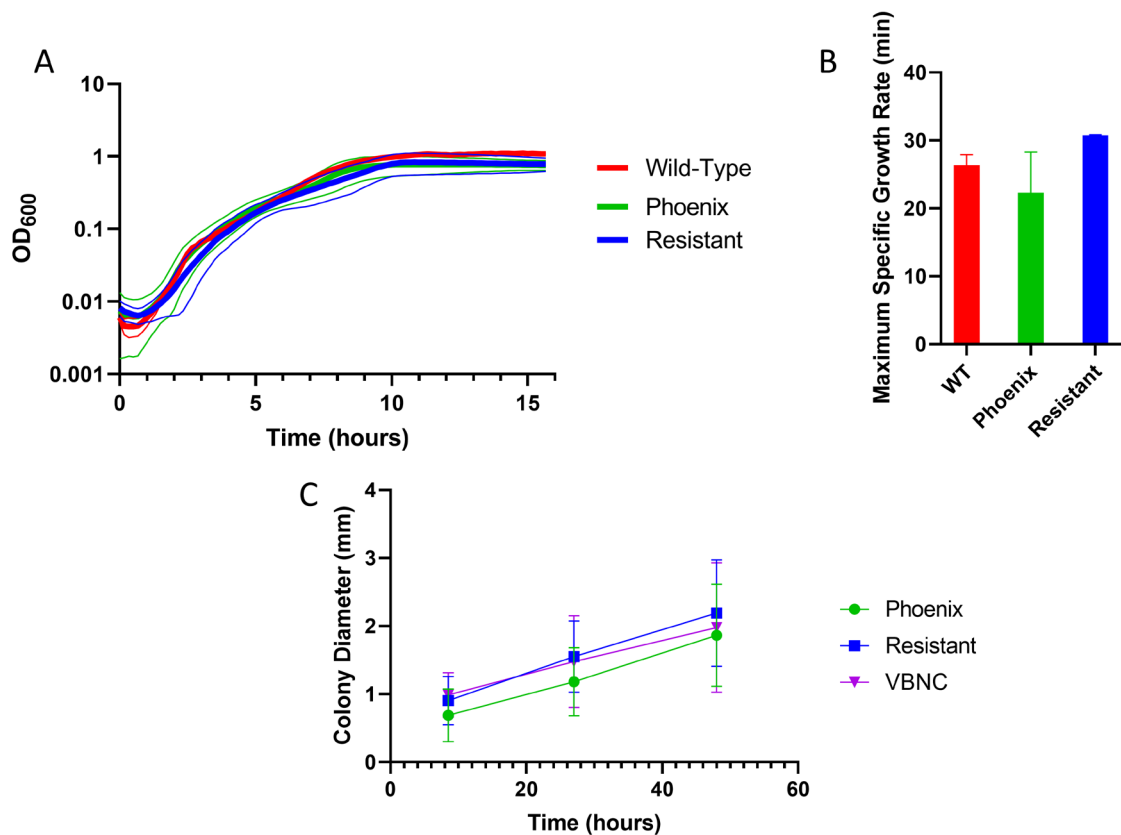 A
OD600
10
1
0.1
0.01
0.001
0 5 10 15
Time (hours)
Wild-Type
Phoenix
Resistant
B
Maximum Specific Growth Rate (min)
40
30
20
10
0
WT
Phoenix
Resistant
C
Colony Diameter (mm)
4
3
2
1
0
0 20 40 60
Time (hours)
Phoenix
Resistant
VBNC